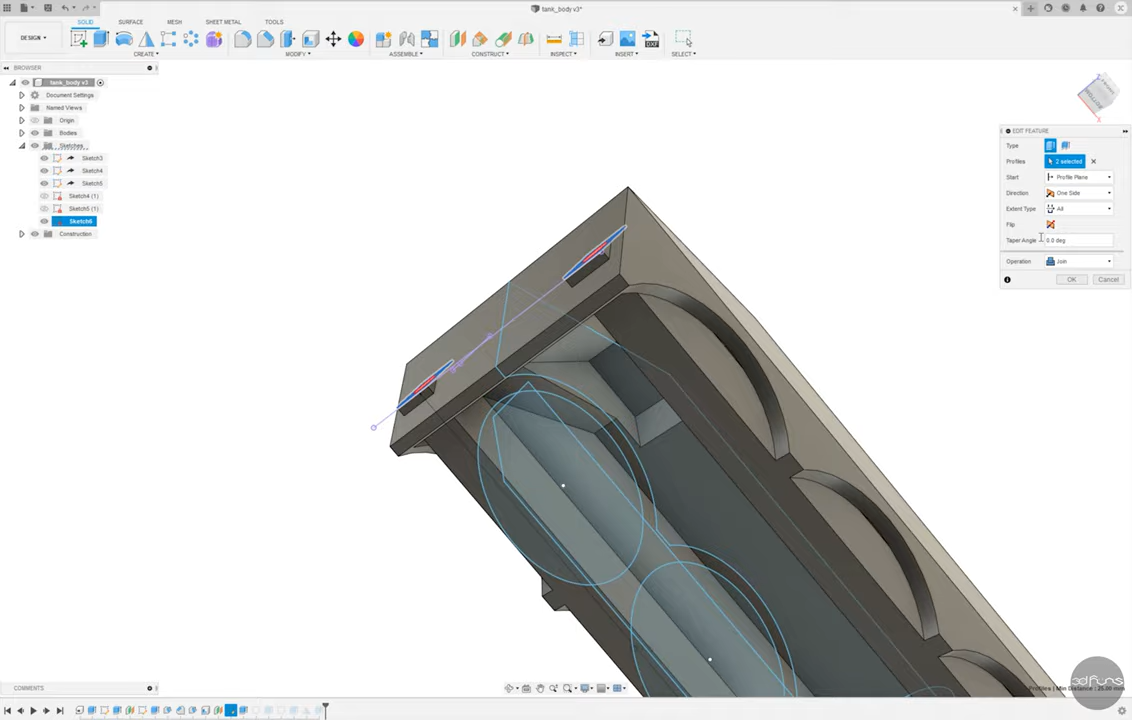 tank_body v3*
DESIGN
SOLID SURFACE MESH SHEET METAL TOOLS
CREATE MODIFY ASSEMBLE CONSTRUCT INSPECT INSERT SELECT
BROWSER
tank_body v3
Document Settings
Named Views
Origin
Bodies
Sketches
Sketch3
Sketch4
Sketch5
Sketch4 (1)
Sketch5 (1)
Sketch6
Construction
EDIT FEATURE
Type
Profiles 2 selected
Start Profile Plane
Direction One Side
Extent Type All
Flip
Taper Angle 0.0 deg
Operation Join
OK Cancel
Profiles | Min Distance : 25.00 mm
COMMENTS